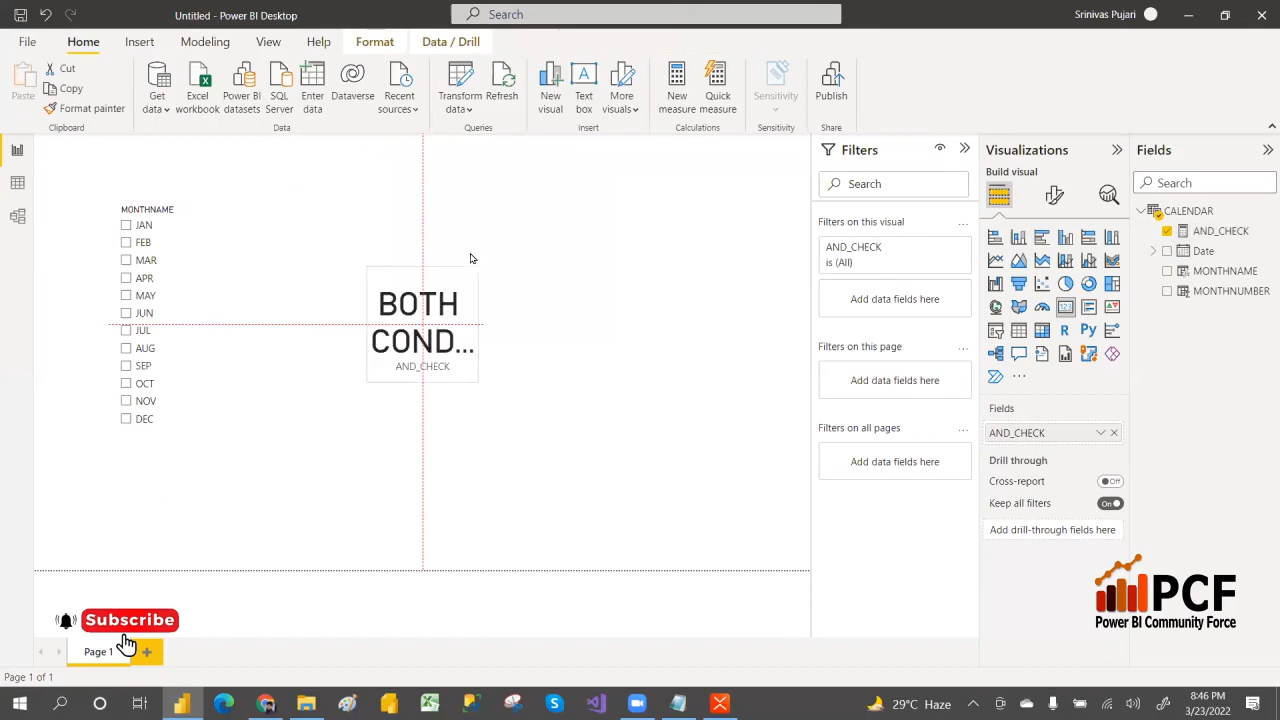 Untitled - Power BI Desktop
Search
Srinivas Pujari
File
Home
Insert
Modeling
View
Help
Format
Data / Drill
Paste
Cut
Copy
Format painter
Clipboard
Get data
Excel workbook
Power BI datasets
SQL Server
Enter data
Dataverse
Recent sources
Data
Transform data
Refresh
Queries
New visual
Text box
More visuals
Insert
New measure
Quick measure
Calculations
Sensitivity
Sensitivity
Publish
Share
MONTHNAME
JAN
FEB
MAR
APR
MAY
JUN
JUL
AUG
SEP
OCT
NOV
DEC
BOTH
COND...
AND_CHECK
Filters
Search
Filters on this visual
...
AND_CHECK
is (All)
Add data fields here
Filters on this page
...
Add data fields here
Filters on all pages
...
Add data fields here
Visualizations
Build visual
R
Py
...
Fields
AND_CHECK
Drill through
Cross-report
Off
Keep all filters
On
Add drill-through fields here
Fields
Search
CALENDAR
AND_CHECK
Date
MONTHNAME
MONTHNUMBER
PCF
Power BI Community Force
Subscribe
Page 1
Page 1 of 1
29°C Haze
8:46 PM
3/23/2022